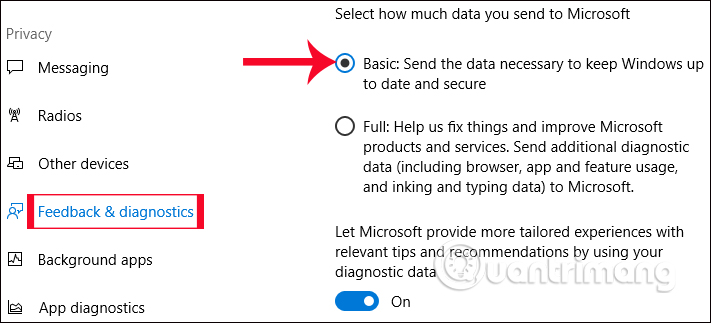 Privacy
Messaging
Radios
Other devices
Feedback & diagnostics
Background apps
App diagnostics
Select how much data you send to Microsoft
Basic: Send the data necessary to keep Windows up
to date and secure
Full: Help us fix things and improve Microsoft
products and services. Send additional diagnostic
data (including browser, app and feature usage,
and inking and typing data) to Microsoft.
Let Microsoft provide more tailored experiences with
relevant tips and recommendations by using your
diagnostic data
On
Quantrimang